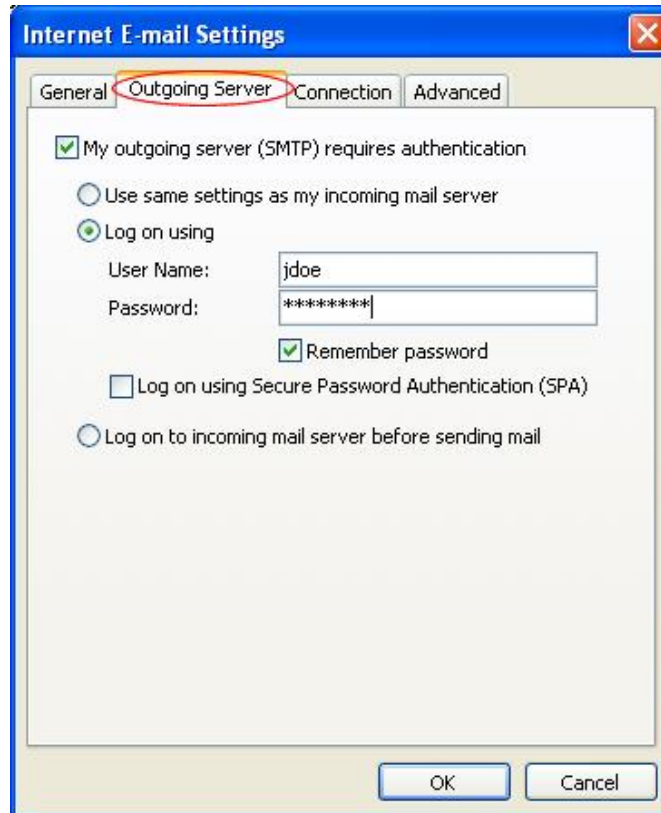 Internet E-mail Settings
General Outgoing Server Connection Advanced
My outgoing server (SMTP) requires authentication
Use same settings as my incoming mail server
Log on using
User Name: jdoe
Password: ********
Remember password
Log on using Secure Password Authentication (SPA)
Log on to incoming mail server before sending mail
OK Cancel